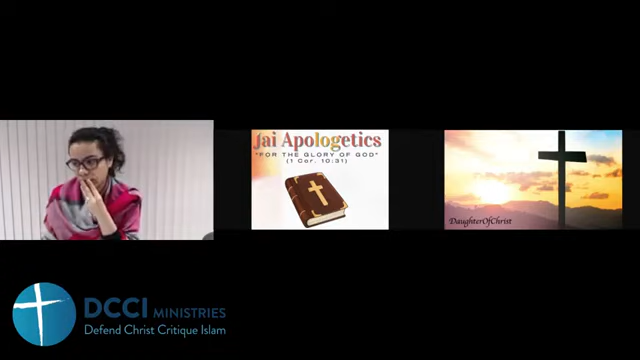 Jai Apologetics
"FOR THE GLORY OF GOD"
(1 Cor. 10:31)
DaughterOfChrist
DCCI MINISTRIES
Defend Christ Critique Islam